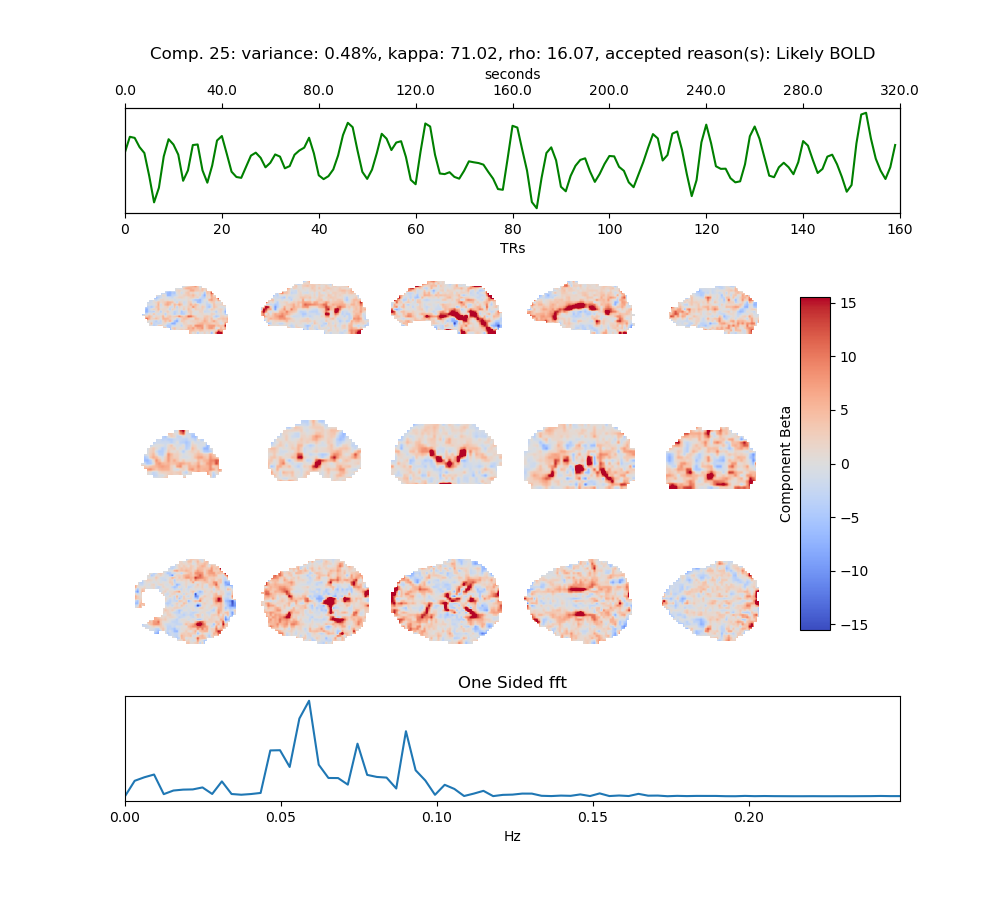 Comp. 25: variance: 0.48%, kappa: 71.02, rho: 16.07, accepted reason(s): Likely BOLD
seconds
0.0 40.0 80.0 120.0 160.0 200.0 240.0 280.0 320.0
0 20 40 60 80 100 120 140 160
TRs
15
10
5
0
−5
−10
−15
Component Beta
One Sided fft
0.00 0.05 0.10 0.15 0.20
Hz